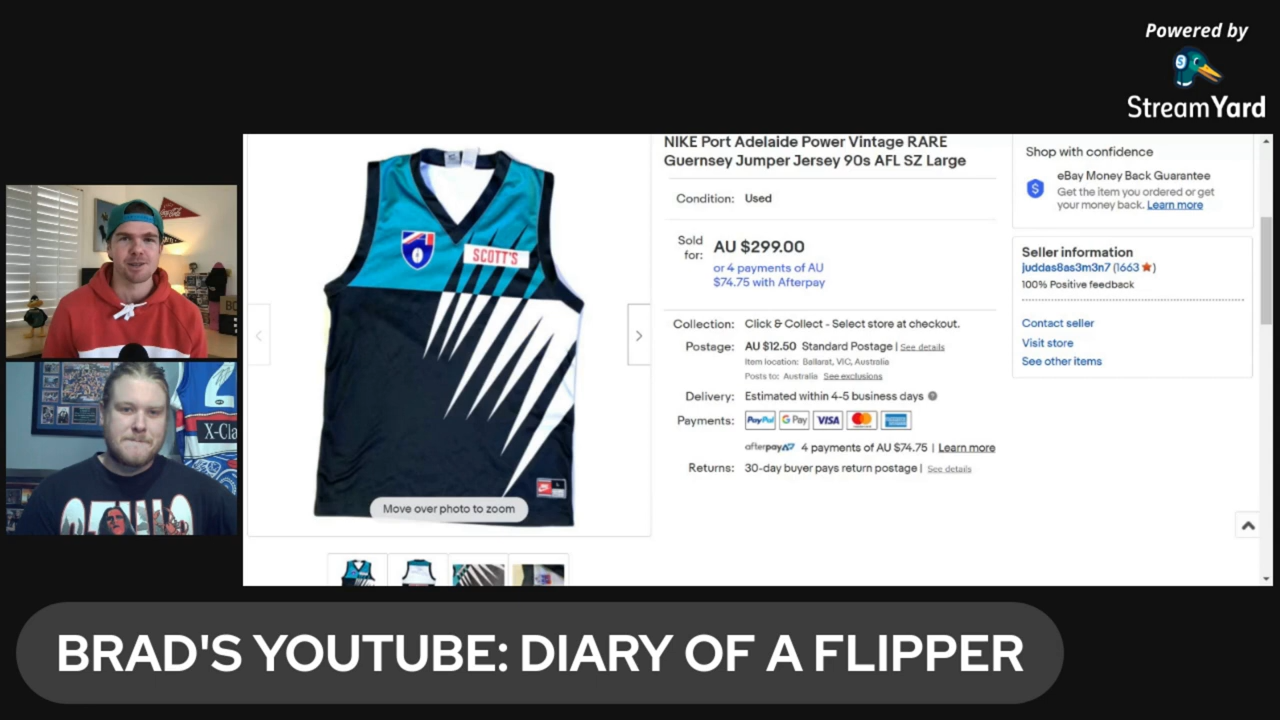 Powered by
StreamYard
NIKE Port Adelaide Power Vintage RARE
Guernsey Jumper Jersey 90s AFL SZ Large
Condition: Used
Sold for: AU $299.00
or 4 payments of AU
$74.75 with Afterpay
Collection: Click & Collect - Select store at checkout.
Postage: AU $12.50 Standard Postage | See details
Item location: Ballarat, VIC, Australia
Posts to: Australia See exclusions
Delivery: Estimated within 4-5 business days
Payments: PayPal G Pay VISA
afterpay 4 payments of AU $74.75 | Learn more
Returns: 30-day buyer pays return postage | See details
Shop with confidence
eBay Money Back Guarantee
Get the item you ordered or get
your money back. Learn more
Seller information
juddas8as3m3n7 (1663 ★)
100% Positive feedback
Contact seller
Visit store
See other items
SCOTT'S
Move over photo to zoom
X-Cla
BRAD'S YOUTUBE: DIARY OF A FLIPPER